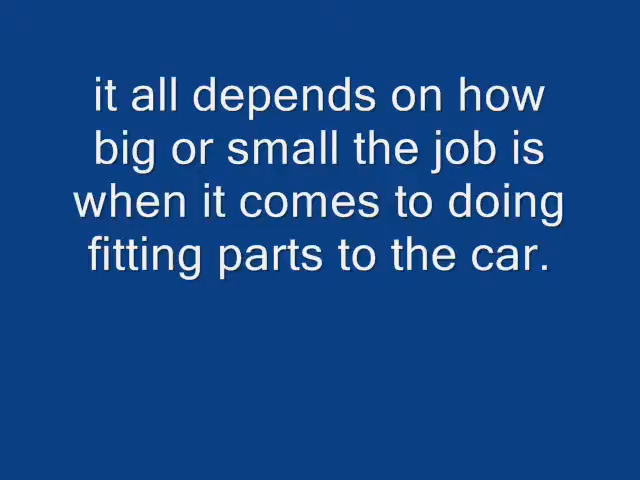 it all depends on how
big or small the job is
when it comes to doing
fitting parts to the car.